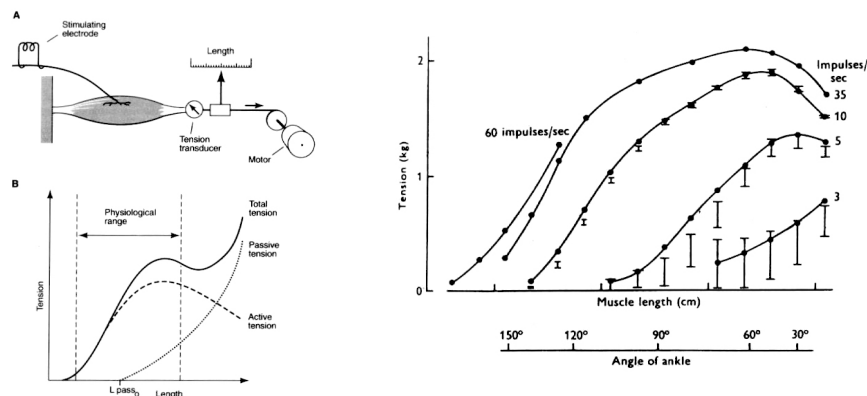 A
Stimulating
electrode
Length
Tension
transducer
Motor
B
Physiological
range
Total
tension
Passive
tension
Active
tension
Tension
L pass₀
Length
2
1
0
Tension (kg)
60 impulses/sec
Impulses/
sec
35
10
5
3
Muscle length (cm)
150° 120° 90° 60° 30°
Angle of ankle